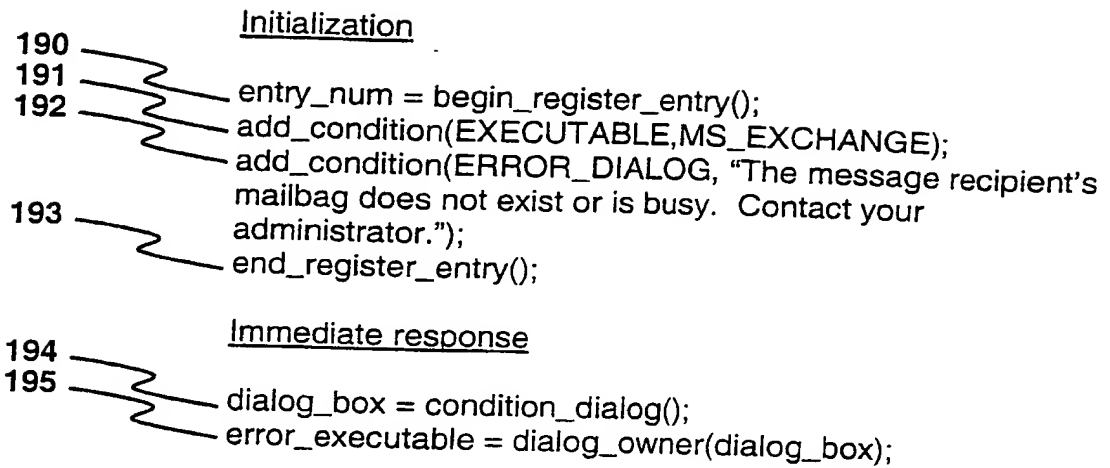 Initialization
190
191
192
entry_num = begin_register_entry();
add_condition(EXECUTABLE,MS_EXCHANGE);
add_condition(ERROR_DIALOG, “The message recipient's
mailbag does not exist or is busy. Contact your
administrator.”);
193
end_register_entry();
Immediate response
194
195
dialog_box = condition_dialog();
error_executable = dialog_owner(dialog_box);